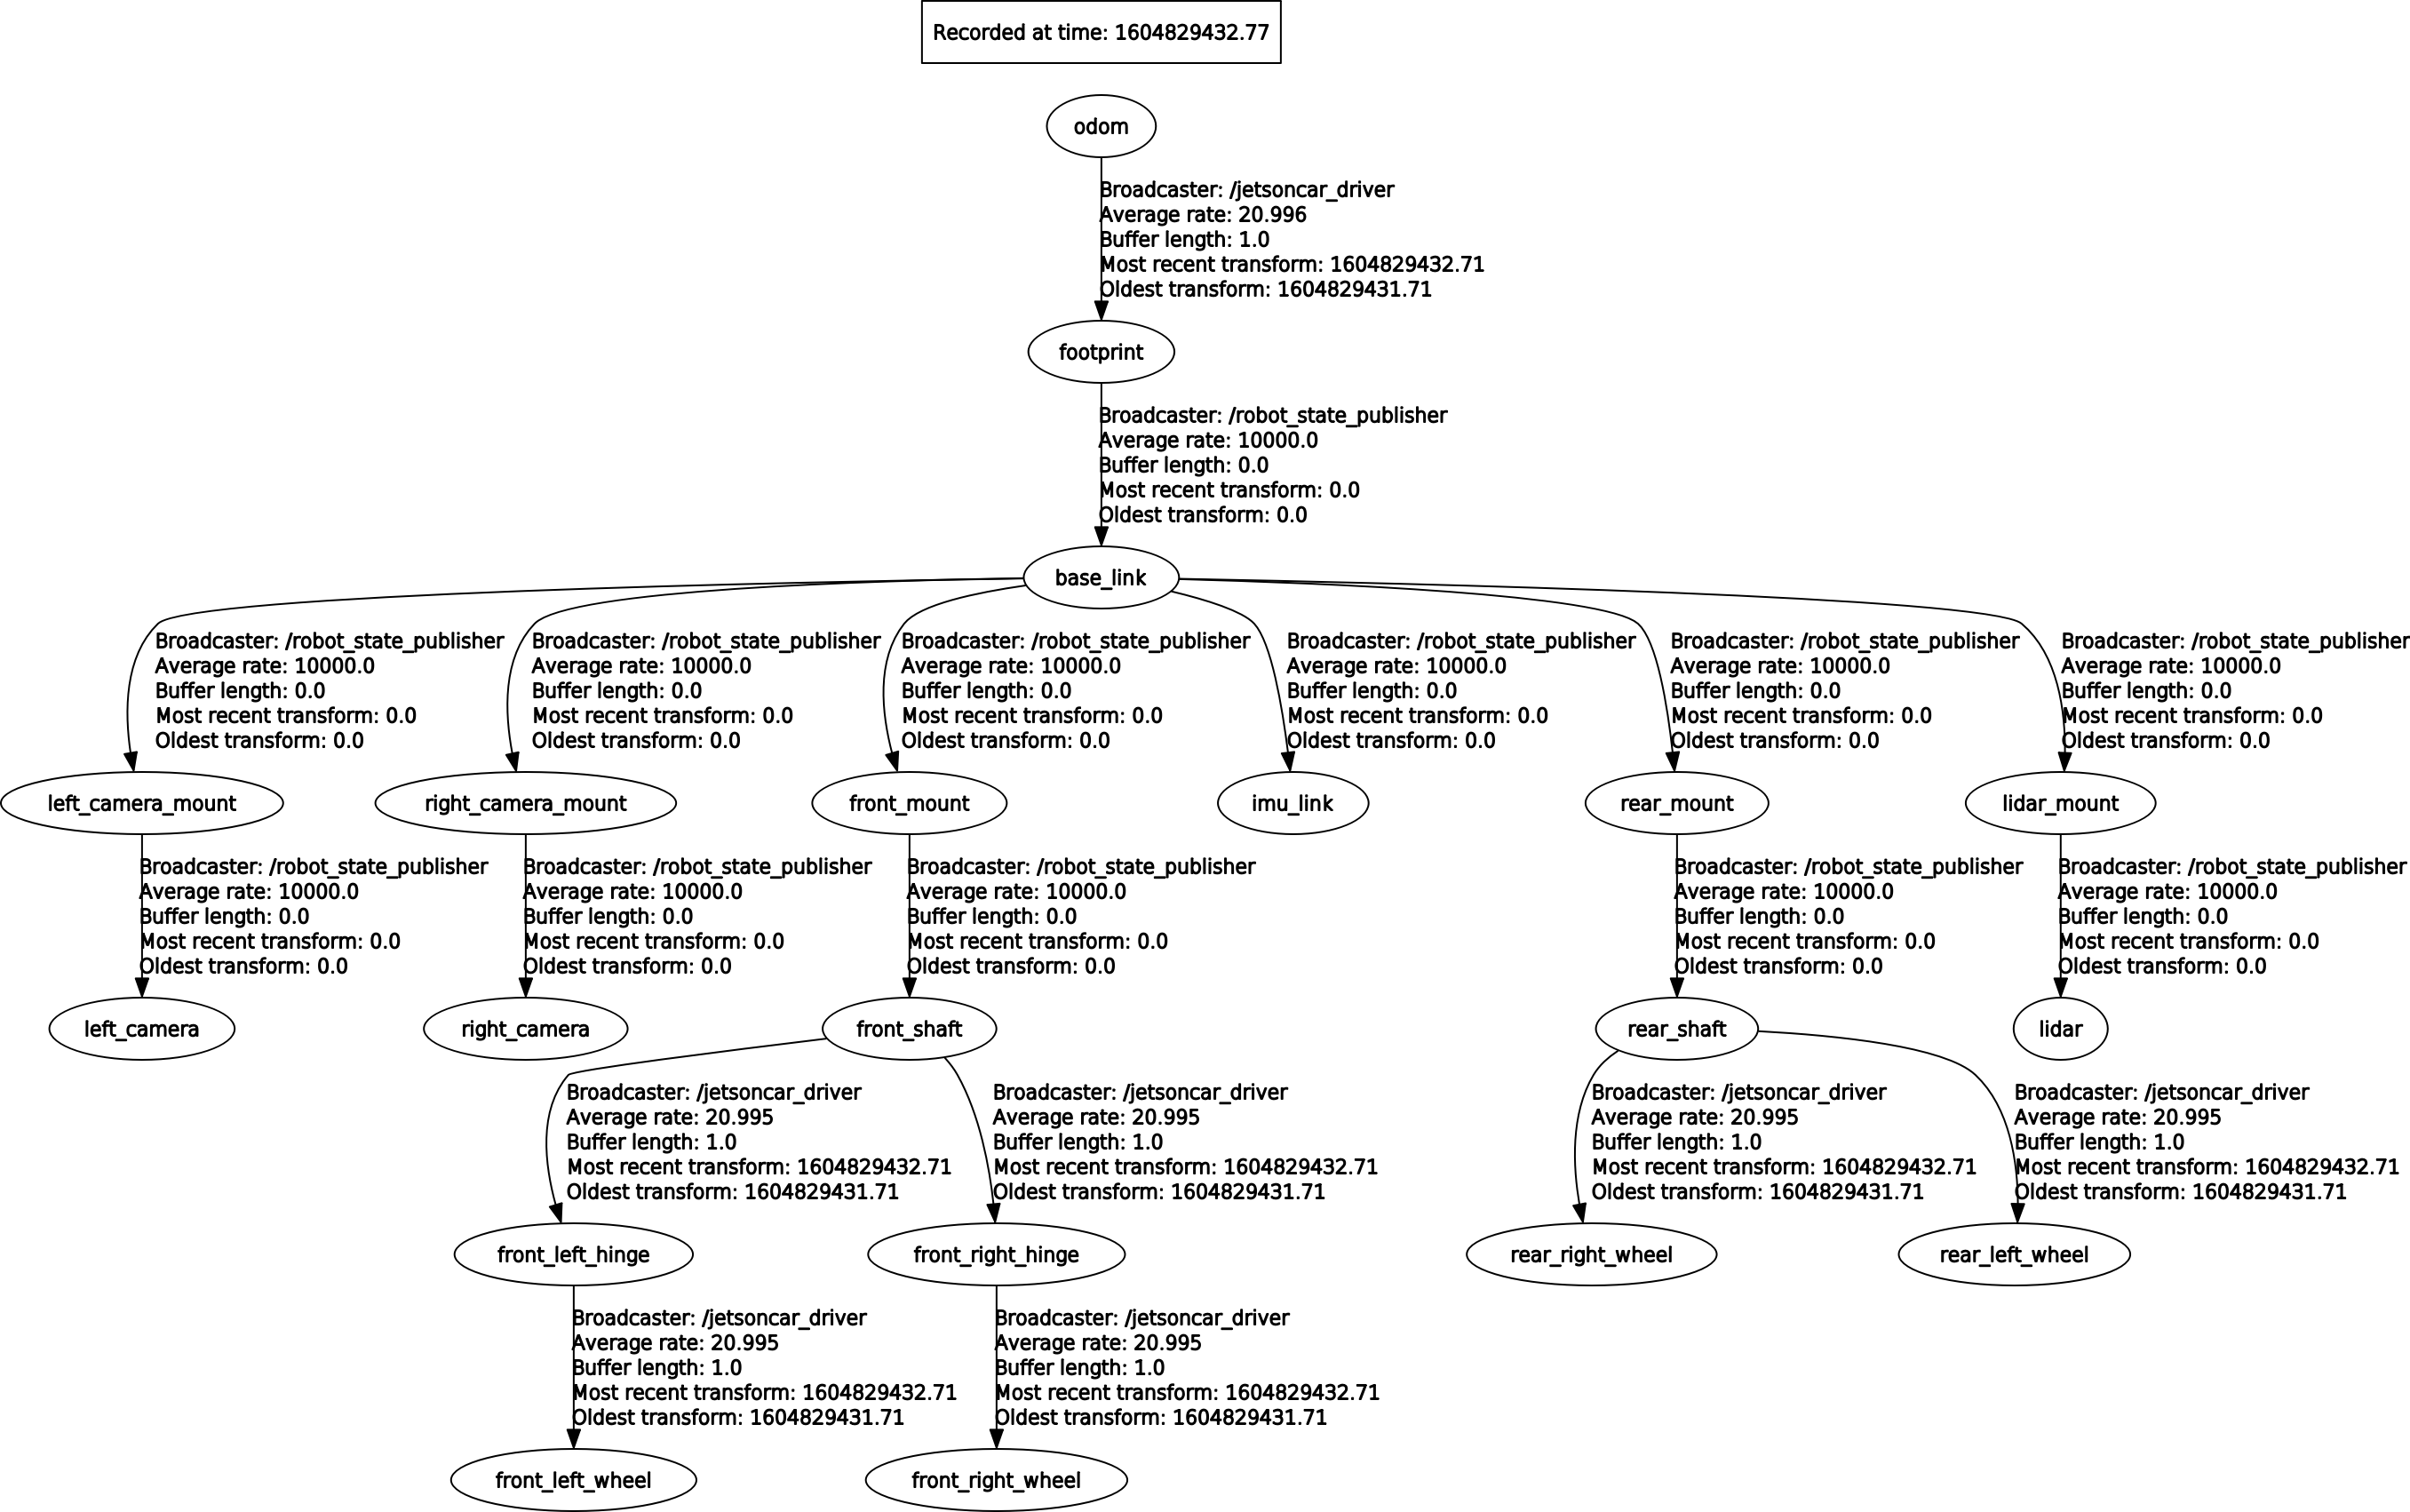 Recorded at time: 1604829432.77
odom
Broadcaster: /jetsoncar_driver
Average rate: 20.996
Buffer length: 1.0
Most recent transform: 1604829432.71
Oldest transform: 1604829431.71
footprint
Broadcaster: /robot_state_publisher
Average rate: 10000.0
Buffer length: 0.0
Most recent transform: 0.0
Oldest transform: 0.0
base_link
Broadcaster: /robot_state_publisher
Average rate: 10000.0
Buffer length: 0.0
Most recent transform: 0.0
Oldest transform: 0.0
Broadcaster: /robot_state_publisher
Average rate: 10000.0
Buffer length: 0.0
Most recent transform: 0.0
Oldest transform: 0.0
Broadcaster: /robot_state_publisher
Average rate: 10000.0
Buffer length: 0.0
Most recent transform: 0.0
Oldest transform: 0.0
Broadcaster: /robot_state_publisher
Average rate: 10000.0
Buffer length: 0.0
Most recent transform: 0.0
Oldest transform: 0.0
Broadcaster: /robot_state_publisher
Average rate: 10000.0
Buffer length: 0.0
Most recent transform: 0.0
Oldest transform: 0.0
Broadcaster: /robot_state_publisher
Average rate: 10000.0
Buffer length: 0.0
Most recent transform: 0.0
Oldest transform: 0.0
left_camera_mount
right_camera_mount
front_mount
imu_link
rear_mount
lidar_mount
Broadcaster: /robot_state_publisher
Average rate: 10000.0
Buffer length: 0.0
Most recent transform: 0.0
Oldest transform: 0.0
Broadcaster: /robot_state_publisher
Average rate: 10000.0
Buffer length: 0.0
Most recent transform: 0.0
Oldest transform: 0.0
Broadcaster: /robot_state_publisher
Average rate: 10000.0
Buffer length: 0.0
Most recent transform: 0.0
Oldest transform: 0.0
Broadcaster: /robot_state_publisher
Average rate: 10000.0
Buffer length: 0.0
Most recent transform: 0.0
Oldest transform: 0.0
Broadcaster: /robot_state_publisher
Average rate: 10000.0
Buffer length: 0.0
Most recent transform: 0.0
Oldest transform: 0.0
left_camera
right_camera
front_shaft
rear_shaft
lidar
Broadcaster: /jetsoncar_driver
Average rate: 20.995
Buffer length: 1.0
Most recent transform: 1604829432.71
Oldest transform: 1604829431.71
Broadcaster: /jetsoncar_driver
Average rate: 20.995
Buffer length: 1.0
Most recent transform: 1604829432.71
Oldest transform: 1604829431.71
Broadcaster: /jetsoncar_driver
Average rate: 20.995
Buffer length: 1.0
Most recent transform: 1604829432.71
Oldest transform: 1604829431.71
Broadcaster: /jetsoncar_driver
Average rate: 20.995
Buffer length: 1.0
Most recent transform: 1604829432.71
Oldest transform: 1604829431.71
front_left_hinge
front_right_hinge
rear_right_wheel
rear_left_wheel
Broadcaster: /jetsoncar_driver
Average rate: 20.995
Buffer length: 1.0
Most recent transform: 1604829432.71
Oldest transform: 1604829431.71
Broadcaster: /jetsoncar_driver
Average rate: 20.995
Buffer length: 1.0
Most recent transform: 1604829432.71
Oldest transform: 1604829431.71
front_left_wheel
front_right_wheel